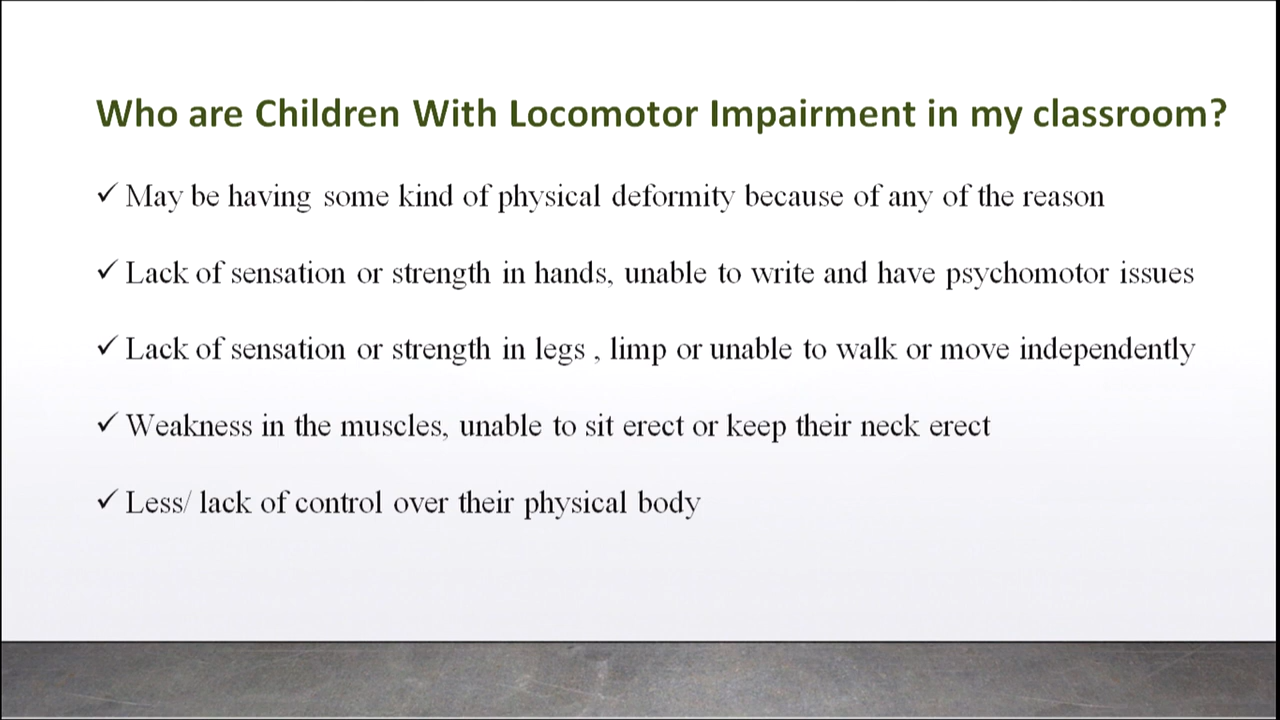 Who are Children With Locomotor Impairment in my classroom?
✓ May be having some kind of physical deformity because of any of the reason
✓ Lack of sensation or strength in hands, unable to write and have psychomotor issues
✓ Lack of sensation or strength in legs , limp or unable to walk or move independently
✓ Weakness in the muscles, unable to sit erect or keep their neck erect
✓ Less/ lack of control over their physical body